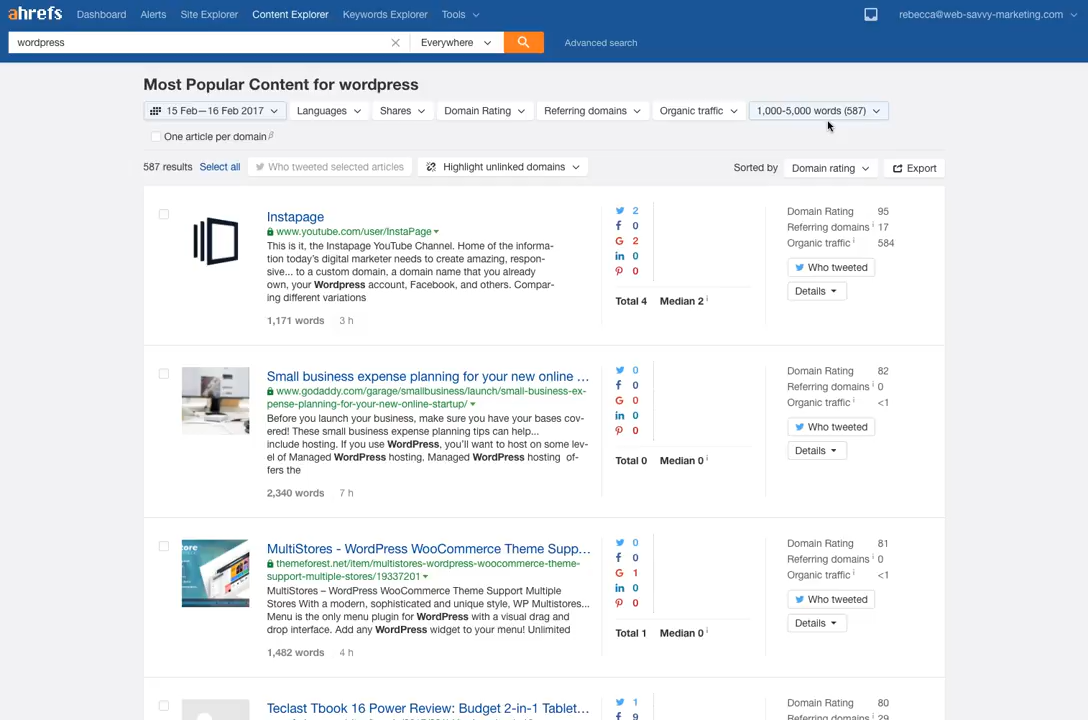 ahrefs Dashboard Alerts Site Explorer Content Explorer Keywords Explorer Tools rebecca@web-savvy-marketing.com
wordpress Everywhere Advanced search
Most Popular Content for wordpress
15 Feb—16 Feb 2017 Languages Shares Domain Rating Referring domains Organic traffic 1,000-5,000 words (587)
One article per domain β
587 results Select all Who tweeted selected articles Highlight unlinked domains Sorted by Domain rating Export
Instapage
www.youtube.com/user/InstaPage
This is it, the Instapage YouTube Channel. Home of the informa-
tion today's digital marketer needs to create amazing, respon-
sive... to a custom domain, a domain name that you already
own, your Wordpress account, Facebook, and others. Compar-
ing different variations
1,171 words 3 h
2
f 0
G 2
in 0
0
Total 4 Median 2 i
Domain Rating 95
Referring domains i 17
Organic traffic i 584
Who tweeted
Details
Small business expense planning for your new online ...
www.godaddy.com/garage/smallbusiness/launch/small-business-ex-
pense-planning-for-your-new-online-startup/
Before you launch your business, make sure you have your bases cov-
ered! These small business expense planning tips can help...
include hosting. If you use WordPress, you'll want to host on some lev-
el of Managed WordPress hosting. Managed WordPress hosting of-
fers the
2,340 words 7 h
0
f 0
G 0
in 0
0
Total 0 Median 0 i
Domain Rating 82
Referring domains i 0
Organic traffic i <1
Who tweeted
Details
core
MultiStores - WordPress WooCommerce Theme Supp...
themeforest.net/item/multistores-wordpress-woocommerce-theme-
support-multiple-stores/19337201
MultiStores – WordPress WooCommerce Theme Support Multiple
Stores With a modern, sophisticated and unique style, WP Multistores...
Menu is the only menu plugin for WordPress with a visual drag and
drop interface. Add any WordPress widget to your menu! Unlimited
1,482 words 4 h
0
f 0
G 1
in 0
0
Total 1 Median 0 i
Domain Rating 81
Referring domains i 0
Organic traffic i <1
Who tweeted
Details
Teclast Tbook 16 Power Review: Budget 2-in-1 Tablet...
1
f 9
Domain Rating 80
Referring domains i 29